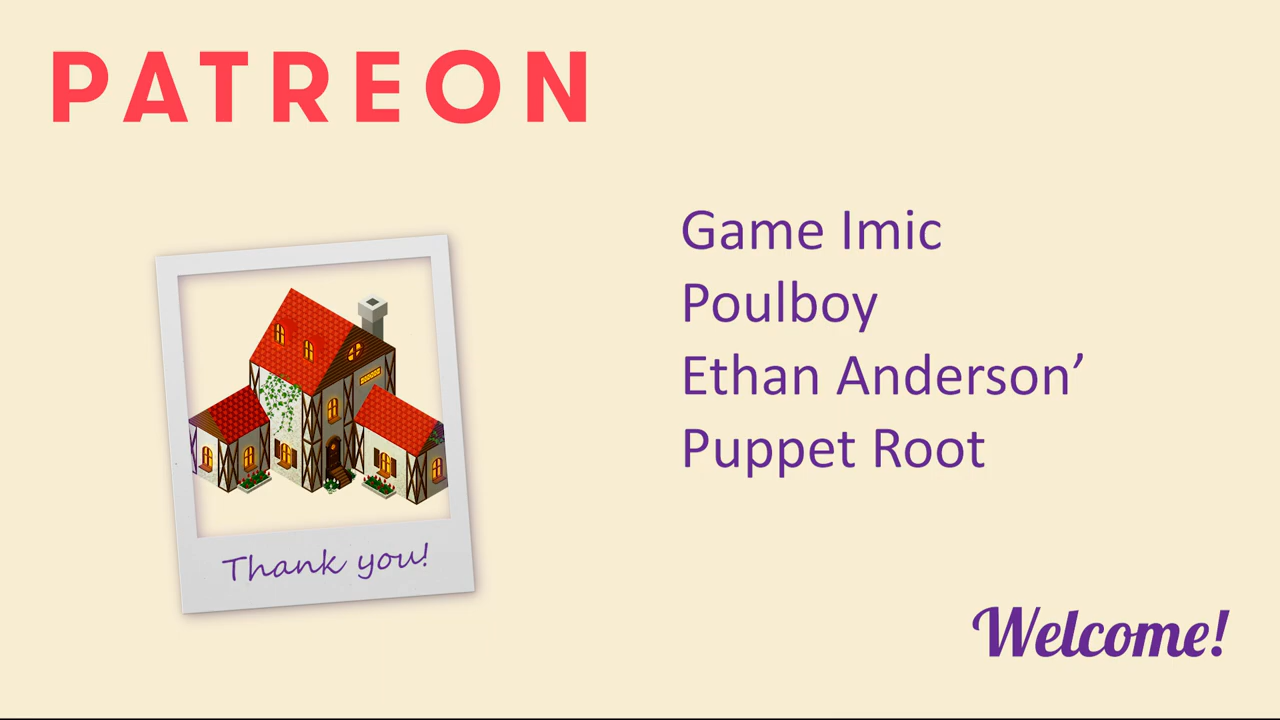 PATREON
Game Imic
Poulboy
Ethan Anderson’
Puppet Root
Thank you!
Welcome!